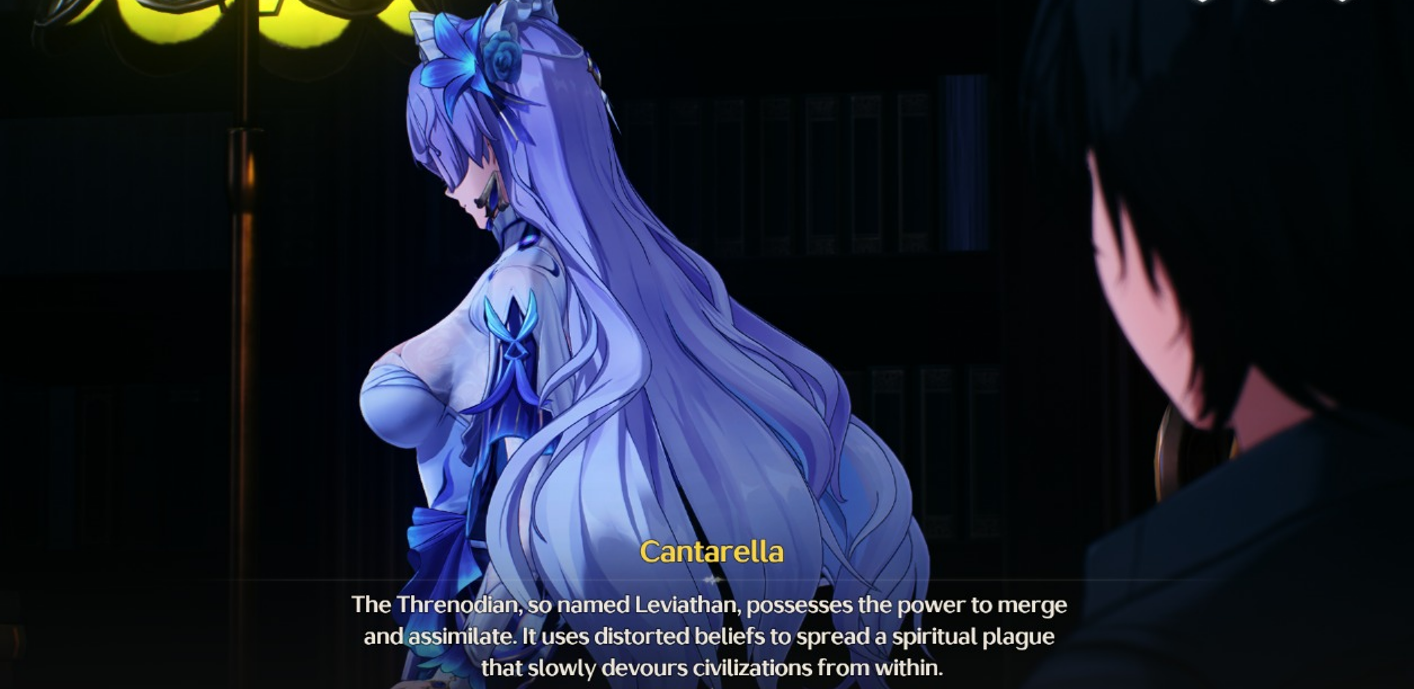 Cantarella
The Threnodian, so named Leviathan, possesses the power to merge
and assimilate. It uses distorted beliefs to spread a spiritual plague
that slowly devours civilizations from within.